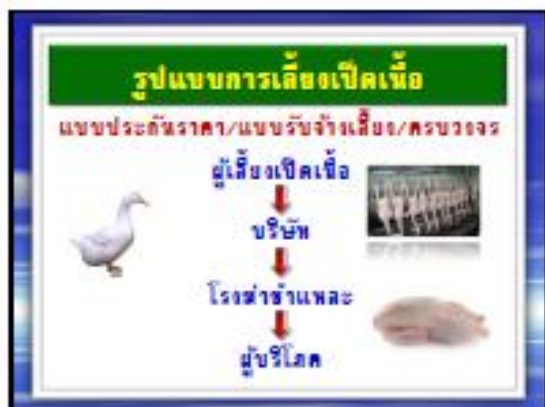 รูปแบบการเลี้ยงเป็ดเนื้อ
แบบประกันราคา/แบบรับจ้างเลี้ยง/ครบวงจร
ผู้เลี้ยงเป็ดเนื้อ
บริษัท
โรงฆ่าชำแหละ
ผู้บริโภค